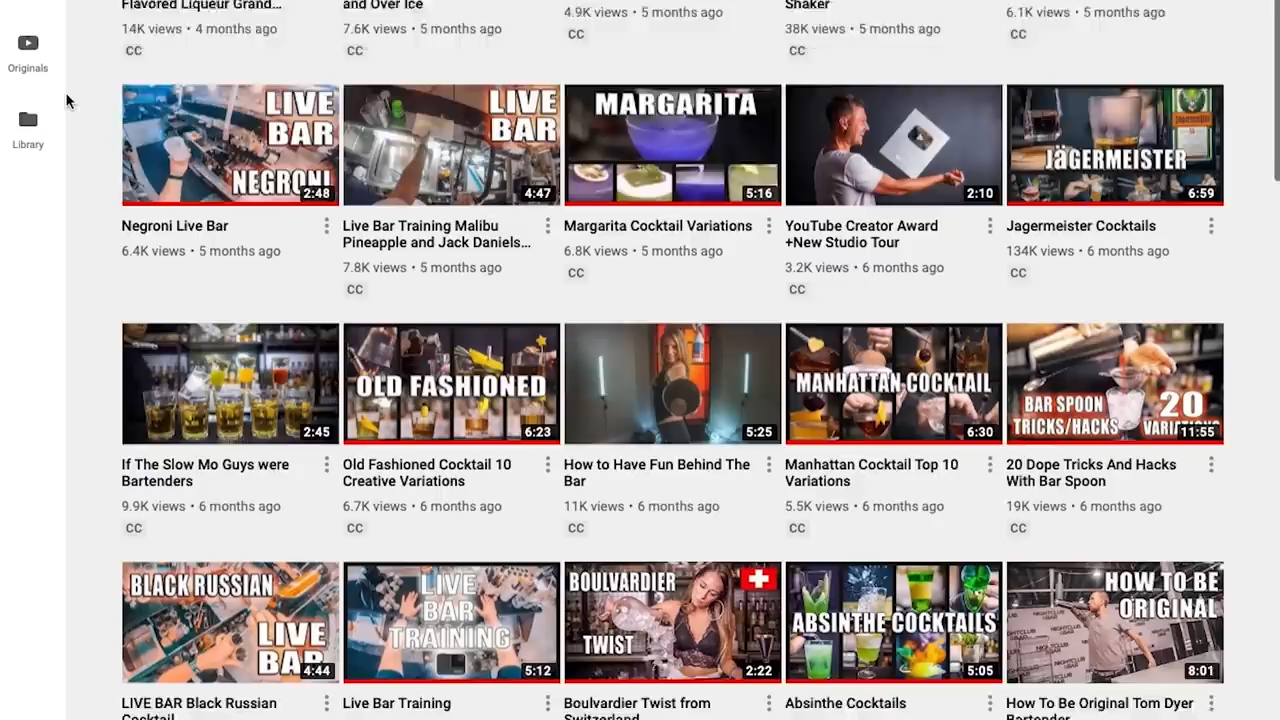 Flavored Liqueur Grand...
and Over Ice
Shaker
14K views • 4 months ago
7.6K views • 5 months ago
4.9K views • 5 months ago
38K views • 5 months ago
6.1K views • 5 months ago
CC
CC
CC
CC
CC
Originals
Library
LIVE
BAR
NEGRONI
2:48
LIVE
BAR
4:47
MARGARITA
5:16
2:10
JÄGERMEISTER
6:59
Negroni Live Bar
6.4K views • 5 months ago
Live Bar Training Malibu
Pineapple and Jack Daniels...
7.8K views • 5 months ago
CC
Margarita Cocktail Variations
6.8K views • 5 months ago
CC
YouTube Creator Award
+New Studio Tour
3.2K views • 6 months ago
CC
Jagermeister Cocktails
134K views • 6 months ago
CC
2:45
OLD FASHIONED
6:23
5:25
MANHATTAN COCKTAIL
6:30
BAR SPOON
TRICKS/HACKS
20
11:55
If The Slow Mo Guys were
Bartenders
9.9K views • 6 months ago
CC
Old Fashioned Cocktail 10
Creative Variations
6.7K views • 6 months ago
CC
How to Have Fun Behind The
Bar
11K views • 6 months ago
CC
Manhattan Cocktail Top 10
Variations
5.5K views • 6 months ago
CC
20 Dope Tricks And Hacks
With Bar Spoon
19K views • 6 months ago
CC
BLACK RUSSIAN
LIVE
BAR
4:44
LIVE
BAR
TRAINING
5:12
BOULVARDIER
TWIST
2:22
ABSINTHE COCKTAILS
5:05
HOW TO BE
ORIGINAL
8:01
LIVE BAR Black Russian
Cocktail
Live Bar Training
Boulvardier Twist from
Switzerland
Absinthe Cocktails
How To Be Original Tom Dyer
Bartender